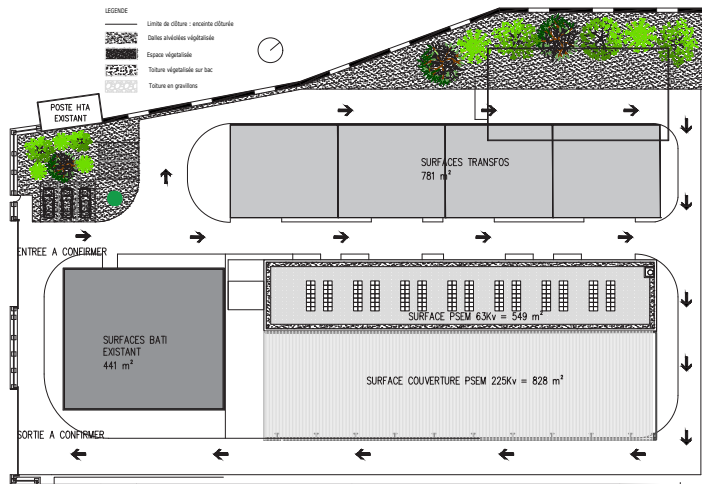 LEGENDE
Limite de clôture : enceinte clôturée
Dalles alvéolées végétalisée
Espace végetalisée
Toiture végetalisée sur bac
Toiture en gravillons
POSTE HTA
EXISTANT
SURFACES TRANSFOS
781 m²
ENTREE A CONFIRMER
SURFACE PSEM 63Kv = 549 m²
SURFACES BATI
EXISTANT
441 m²
SURFACE COUVERTURE PSEM 225Kv = 828 m²
SORTIE A CONFIRMER